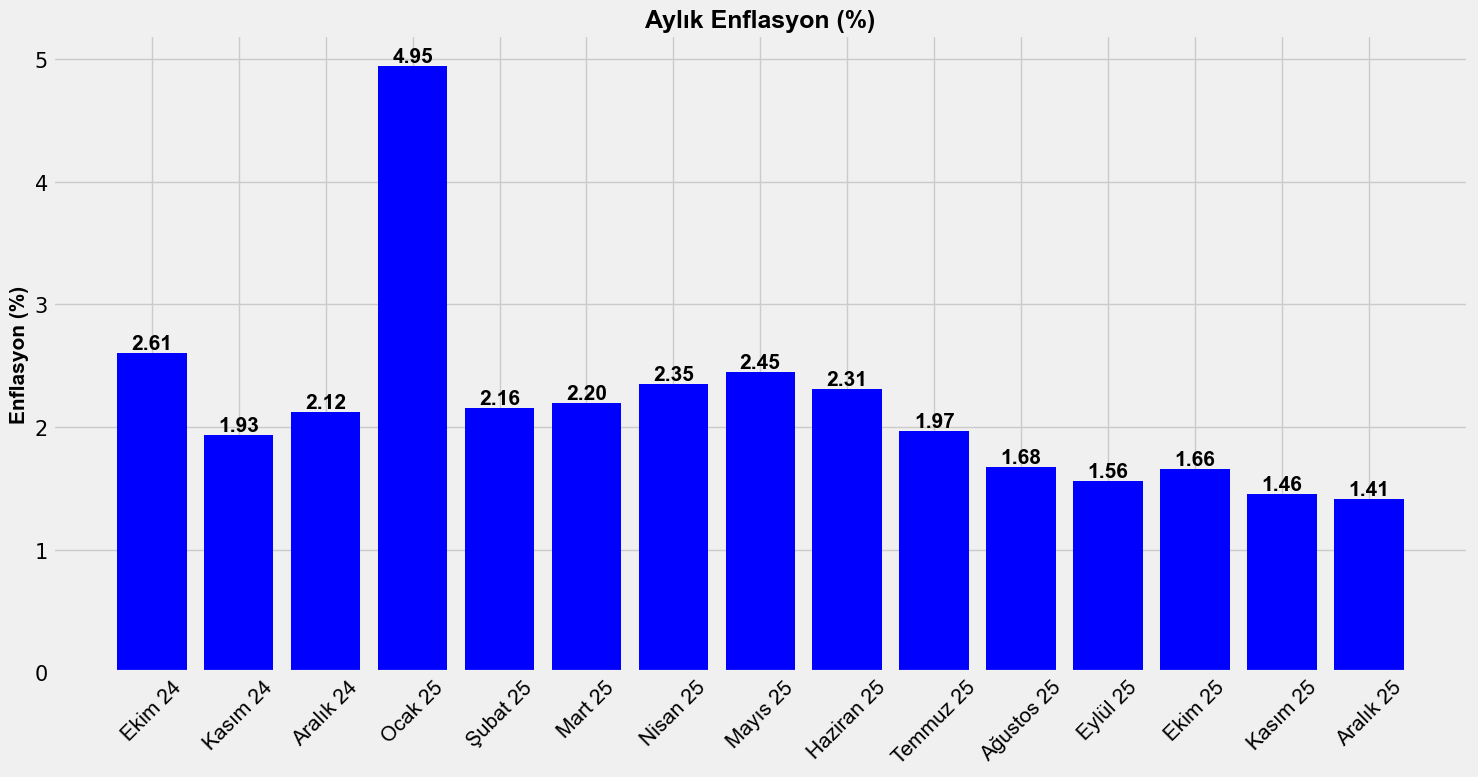 Aylık Enflasyon (%)
Enflasyon (%)
5
4
3
2
1
0
2.61
1.93
2.12
4.95
2.16
2.20
2.35
2.45
2.31
1.97
1.68
1.56
1.66
1.46
1.41
Ekim 24
Kasım 24
Aralık 24
Ocak 25
Şubat 25
Mart 25
Nisan 25
Mayıs 25
Haziran 25
Temmuz 25
Ağustos 25
Eylül 25
Ekim 25
Kasım 25
Aralık 25